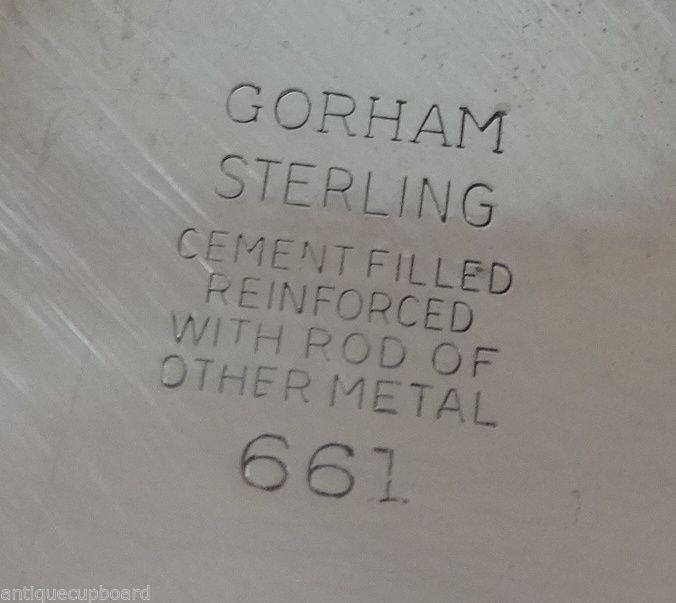 GORHAM
STERLING
CEMENT FILLED
REINFORCED
WITH ROD OF
OTHER METAL
661
antiquecupboard